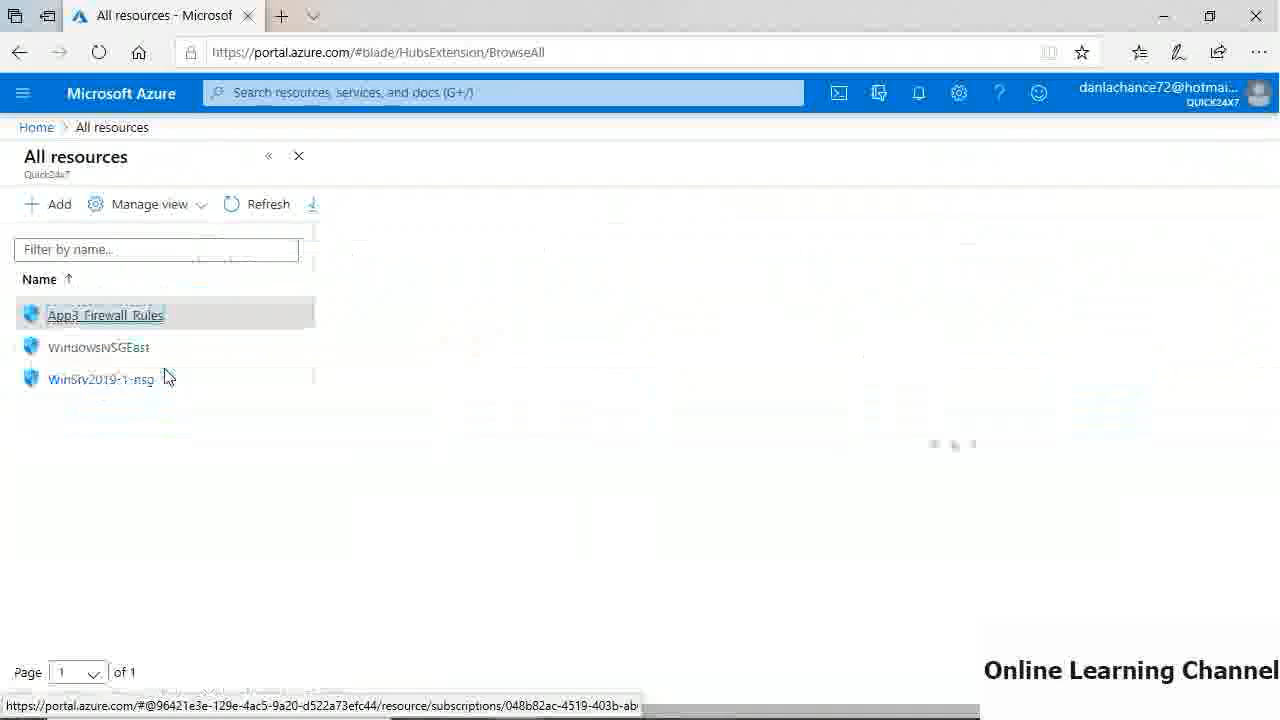 All resources - Microsof
https://portal.azure.com/#blade/HubsExtension/BrowseAll
Microsoft Azure
Search resources, services, and docs (G+/)
danlachance72@hotmai...
QUICK24X7
Home > All resources
All resources
Quick24x7
Add
Manage view
Refresh
Filter by name...
Name ↑
App3_Firewall_Rules
WindowsNSGEast
WinSrv2019-1-nsg
Page 1 of 1
Online Learning Channel
https://portal.azure.com/#@96421e3e-129e-4ac5-9a20-d522a73efc44/resource/subscriptions/048b82ac-4519-403b-ab